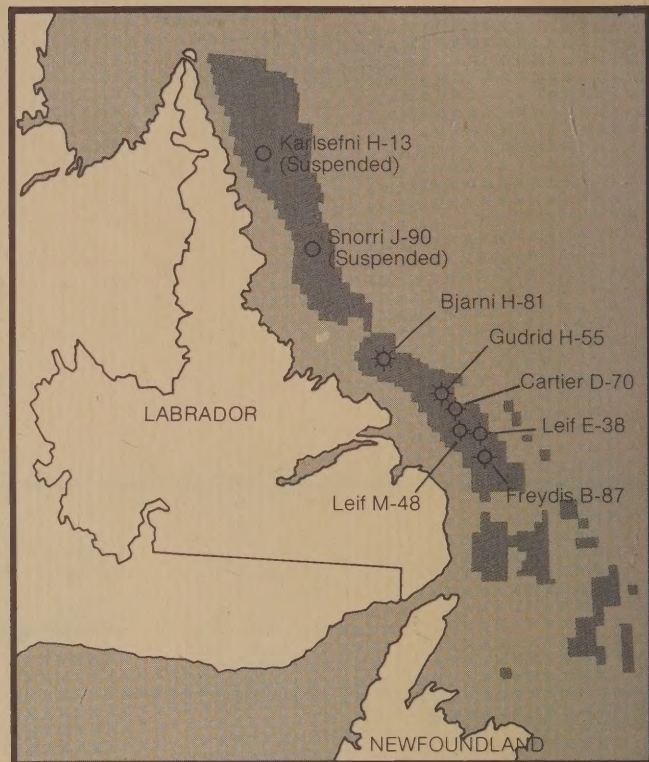 Karlsefni H-13
(Suspended)
Snorri J-90
(Suspended)
Bjarni H-81
Gudrid H-55
Cartier D-70
LABRADOR
Leif E-38
Leif M-48
Freydis B-87
NEWFOUNDLAND